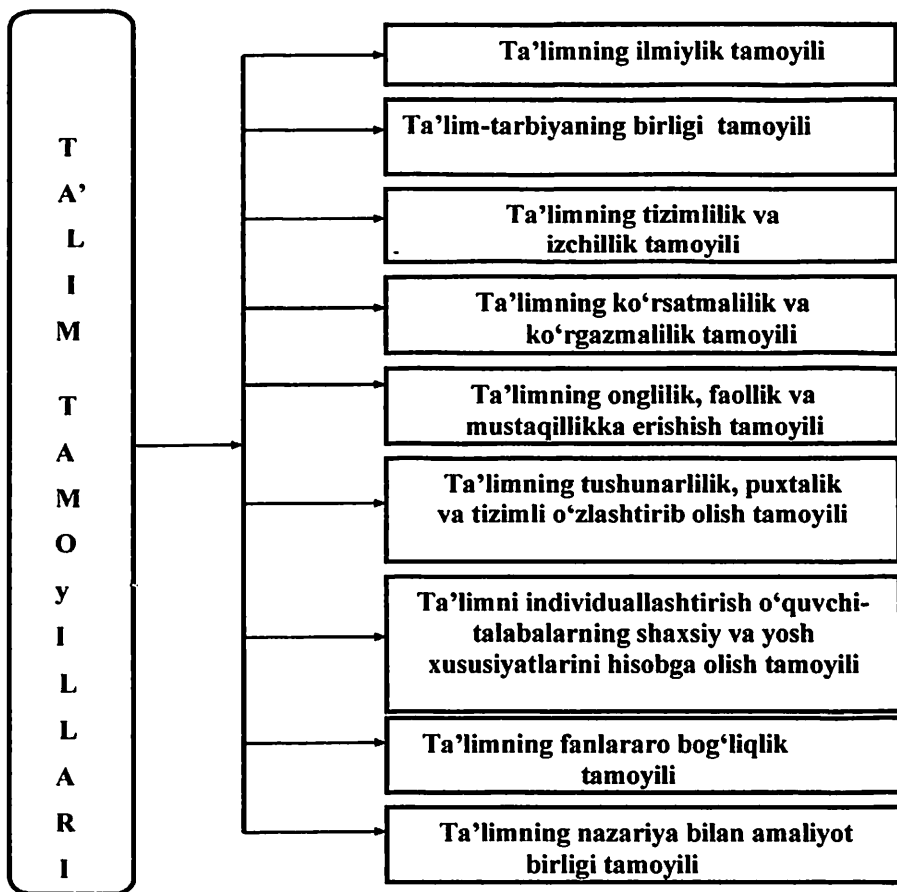 TA’LIM TAMOyILLARI
Ta’limning ilmiylik tamoyili
Ta’lim-tarbiyaning birligi tamoyili
Ta’limning tizimlilik va
izchillik tamoyili
Ta’limning ko‘rsatmalilik va
ko‘rgazmalilik tamoyili
Ta’limning onglilik, faollik va
mustaqillikka erishish tamoyili
Ta’limning tushunarlilik, puxtalik
va tizimli o‘zlashtirib olish tamoyili
Ta’limni individuallashtirish o‘quvchi-
talabalarning shaxsiy va yosh
xususiyatlarini hisobga olish tamoyili
Ta’limning fanlararo bog‘liqlik
tamoyili
Ta’limning nazariya bilan amaliyot
birligi tamoyili